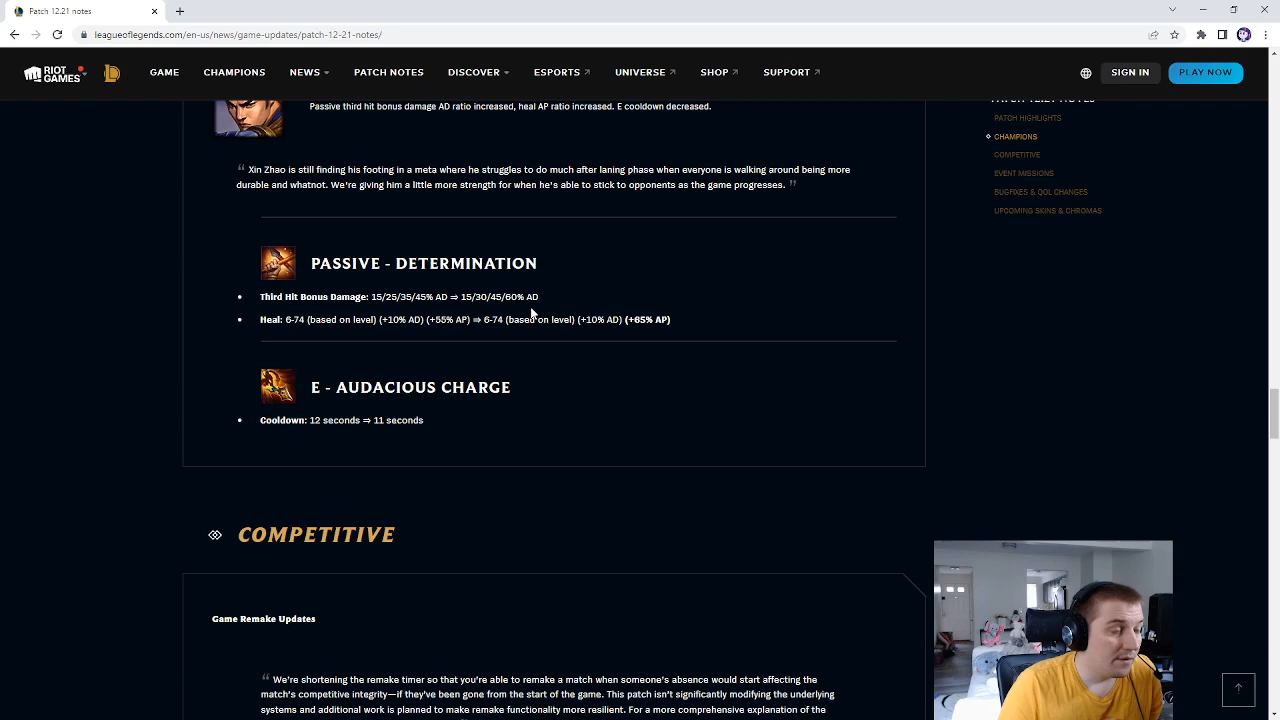 Patch 12.21 notes
leagueoflegends.com/en-us/news/game-updates/patch-12-21-notes/
RIOT GAMES
GAME
CHAMPIONS
NEWS
PATCH NOTES
DISCOVER
ESPORTS
UNIVERSE
SHOP
SUPPORT
SIGN IN
PLAY NOW
Passive third hit bonus damage AD ratio increased, heal AP ratio increased. E cooldown decreased.
PATCH 12.21 NOTES
PATCH HIGHLIGHTS
CHAMPIONS
COMPETITIVE
EVENT MISSIONS
BUGFIXES & QOL CHANGES
UPCOMING SKINS & CHROMAS
“ Xin Zhao is still finding his footing in a meta where he struggles to do much after laning phase when everyone is walking around being more
durable and whatnot. We're giving him a little more strength for when he's able to stick to opponents as the game progresses. ”
PASSIVE - DETERMINATION
• Third Hit Bonus Damage: 15/25/35/45% AD ⇒ 15/30/45/60% AD
• Heal: 6-74 (based on level) (+10% AD) (+55% AP) ⇒ 6-74 (based on level) (+10% AD) (+65% AP)
E - AUDACIOUS CHARGE
• Cooldown: 12 seconds ⇒ 11 seconds
COMPETITIVE
Game Remake Updates
“ We're shortening the remake timer so that you're able to remake a match when someone's absence would start affecting the
match's competitive integrity—if they've been gone from the start of the game. This patch isn't significantly modifying the underlying
systems and additional work is planned to make remake functionality more resilient. For a more comprehensive explanation of the